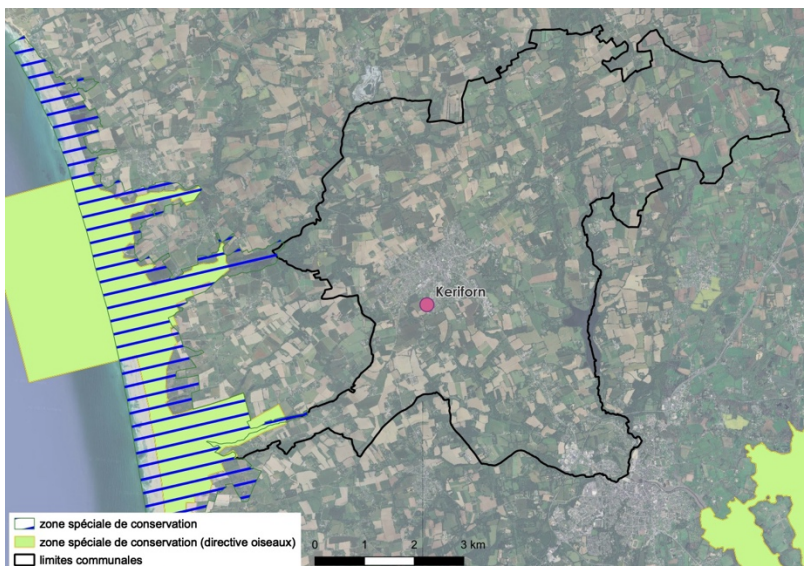 Keriforn
zone spéciale de conservation
zone spéciale de conservation (directive oiseaux)
limites communales
0 1 2 3 km